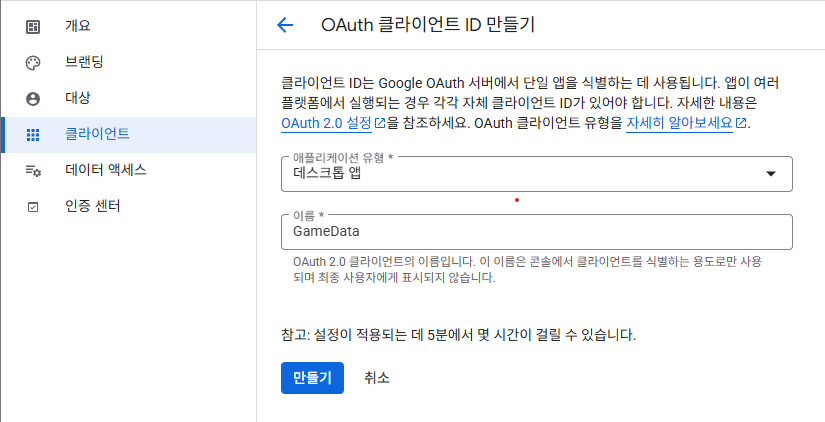 개요
브랜딩
대상
클라이언트
데이터 액세스
인증 센터
OAuth 클라이언트 ID 만들기
클라이언트 ID는 Google OAuth 서버에서 단일 앱을 식별하는 데 사용됩니다. 앱이 여러
플랫폼에서 실행되는 경우 각각 자체 클라이언트 ID가 있어야 합니다. 자세한 내용은
OAuth 2.0 설정을 참조하세요. OAuth 클라이언트 유형을 자세히 알아보세요.
애플리케이션 유형 *
데스크톱 앱
이름 *
GameData
OAuth 2.0 클라이언트의 이름입니다. 이 이름은 콘솔에서 클라이언트를 식별하는 용도로만 사용
되며 최종 사용자에게 표시되지 않습니다.
참고: 설정이 적용되는 데 5분에서 몇 시간이 걸릴 수 있습니다.
만들기
취소